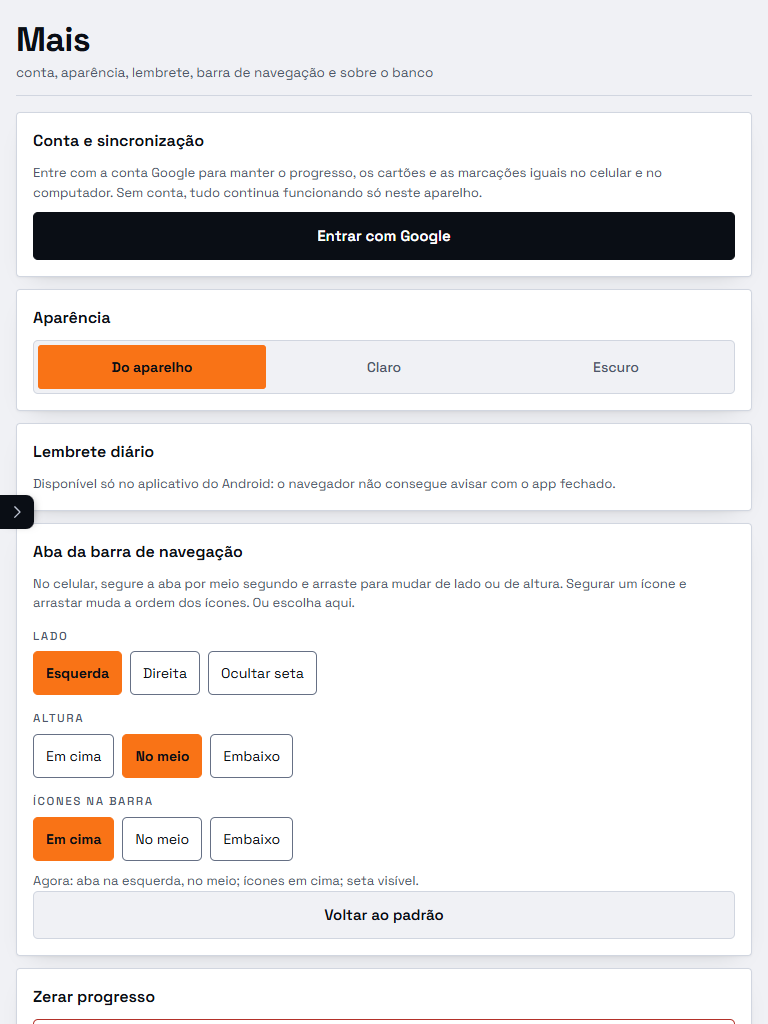 Mais
conta, aparência, lembrete, barra de navegação e sobre o banco
Conta e sincronização
Entre com a conta Google para manter o progresso, os cartões e as marcações iguais no celular e no
computador. Sem conta, tudo continua funcionando só neste aparelho.
Entrar com Google
Aparência
Do aparelho Claro Escuro
Lembrete diário
Disponível só no aplicativo do Android: o navegador não consegue avisar com o app fechado.
Aba da barra de navegação
No celular, segure a aba por meio segundo e arraste para mudar de lado ou de altura. Segurar um ícone e
arrastar muda a ordem dos ícones. Ou escolha aqui.
LADO
Esquerda Direita Ocultar seta
ALTURA
Em cima No meio Embaixo
ÍCONES NA BARRA
Em cima No meio Embaixo
Agora: aba na esquerda, no meio; ícones em cima; seta visível.
Voltar ao padrão
Zerar progresso